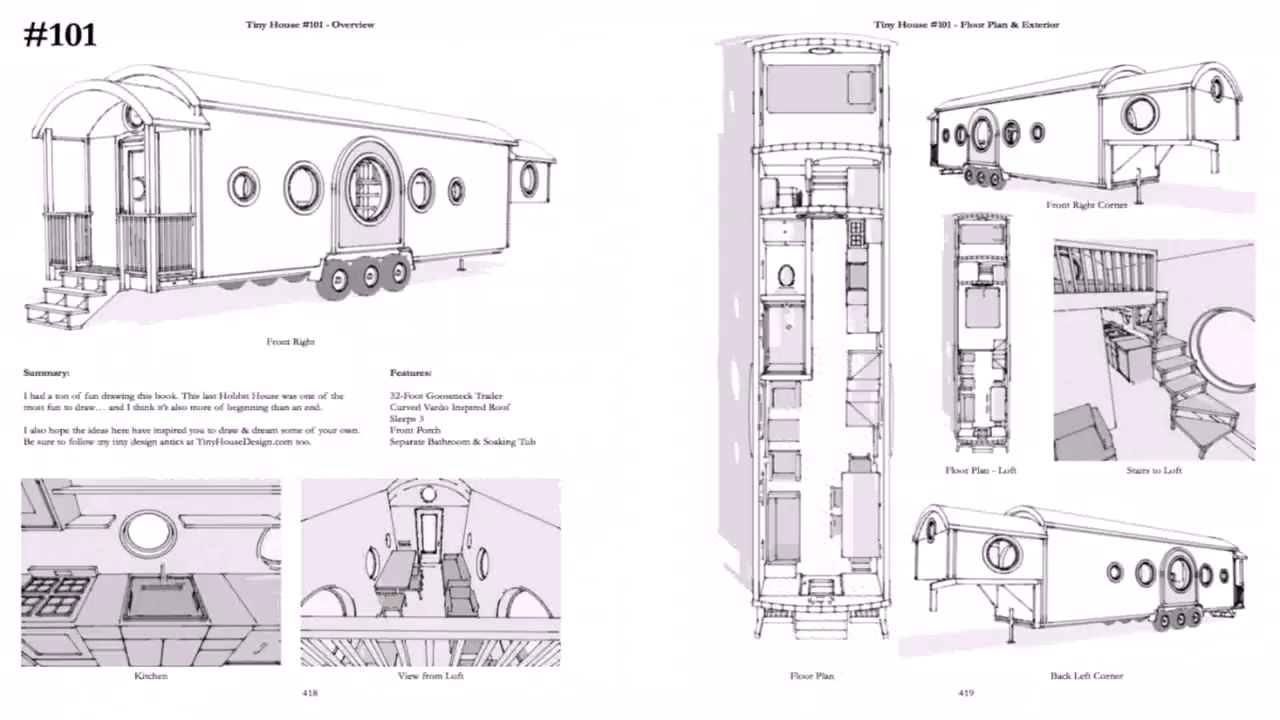 #101
Tiny House #101 - Overview
Front Right
Summary:
I had a ton of fun drawing this book. This last Hobbit House was one of the
most fun to draw… and I think it's also more of beginning than an end.
I also hope the ideas here have inspired you to draw & dream some of your own.
Be sure to follow my tiny design antics at TinyHouseDesign.com too.
Features:
32-Foot Gooseneck Trailer
Curved Vardo Inspired Roof
Sleeps 3
Front Porch
Separate Bathroom & Soaking Tub
Kitchen
View from Loft
418
Tiny House #101 - Floor Plan & Exterior
Front Right Corner
Floor Plan - Loft
Stairs to Loft
Floor Plan
Back Left Corner
419